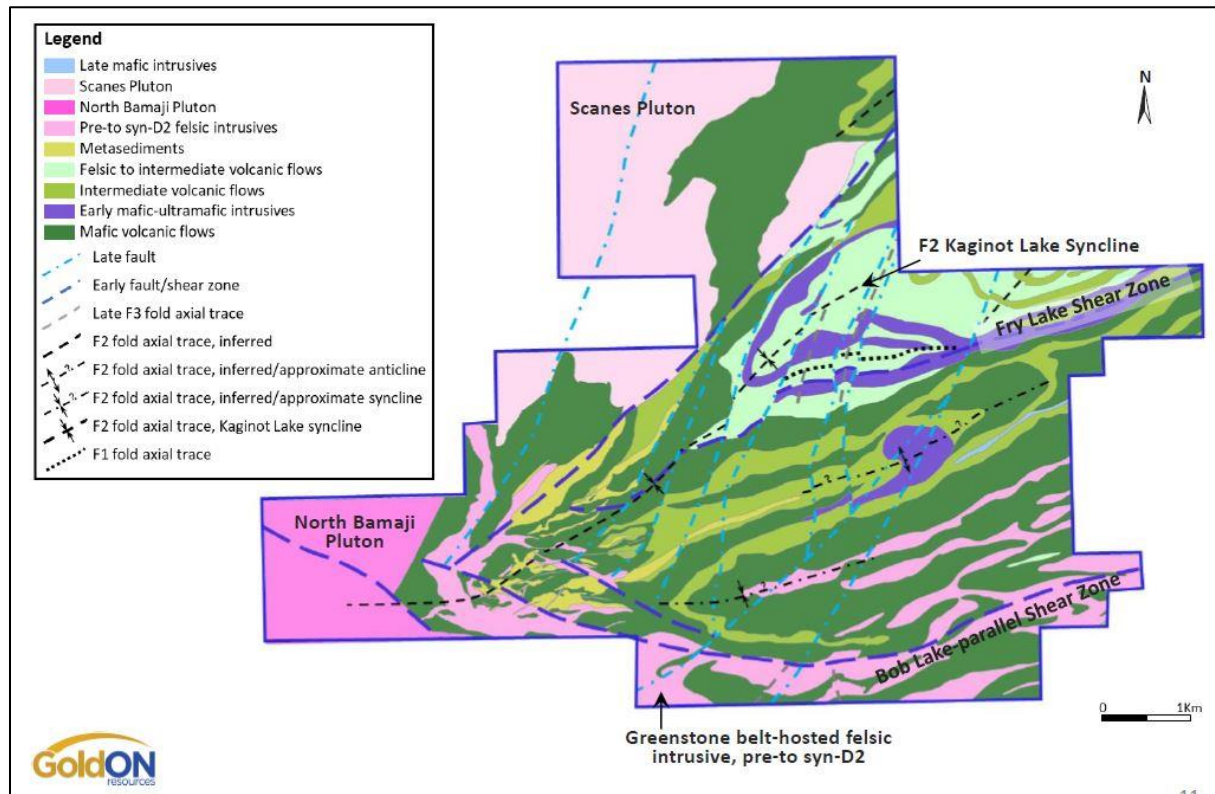 Legend
Late mafic intrusives
Scanes Pluton
North Bamaji Pluton
Pre-to syn-D2 felsic intrusives
Metasediments
Felsic to intermediate volcanic flows
Intermediate volcanic flows
Early mafic-ultramafic intrusives
Mafic volcanic flows
Late fault
Early fault/shear zone
Late F3 fold axial trace
F2 fold axial trace, inferred
? F2 fold axial trace, inferred/approximate anticline
? F2 fold axial trace, inferred/approximate syncline
F2 fold axial trace, Kaginot Lake syncline
F1 fold axial trace
Scanes Pluton
N
F2 Kaginot Lake Syncline
Fry Lake Shear Zone
?
?
North Bamaji
Pluton
?
Bob Lake-parallel Shear Zone
0 1Km
Greenstone belt-hosted felsic
intrusive, pre-to syn-D2
GoldON
resources